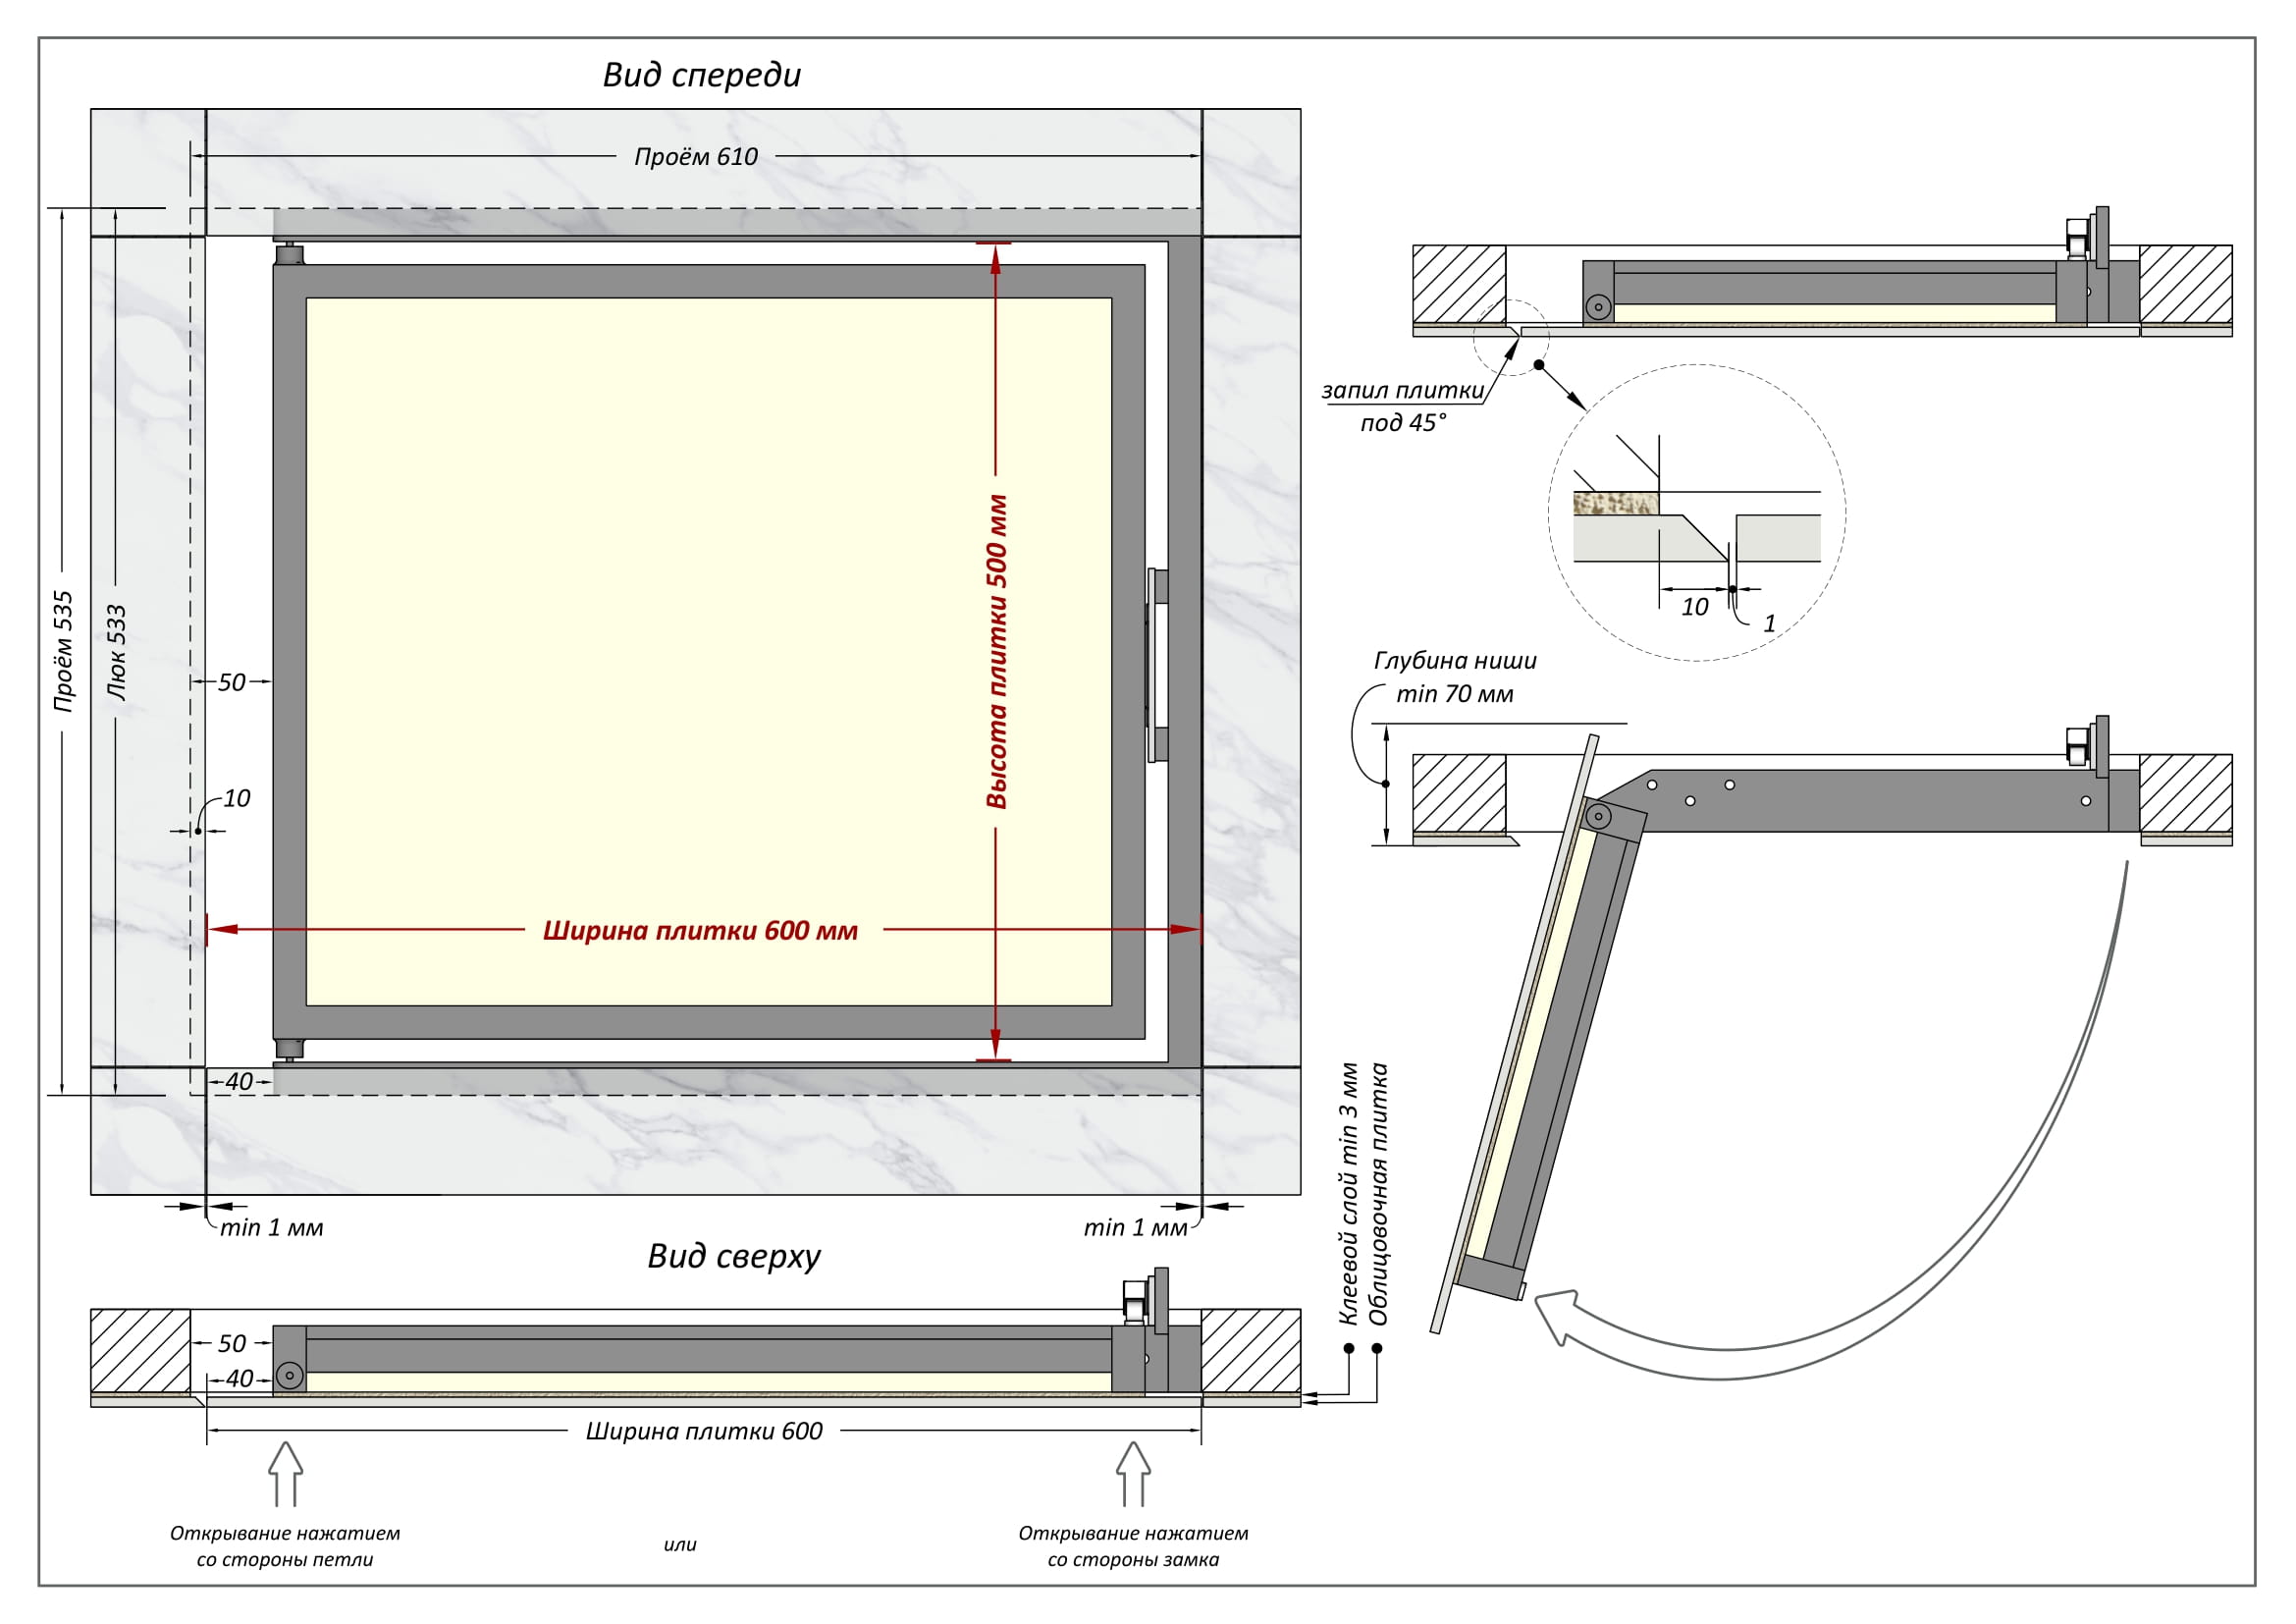 Вид спереди
Проём 610
Проём 535
Люк 533
50
10
Высота плитки 500 мм
Ширина плитки 600 мм
40
min 1 мм
min 1 мм
запил плитки
под 45°
10
1
Глубина ниши
min 70 мм
Клеевой слой min 3 мм
Облицовочная плитка
Вид сверху
50
40
Ширина плитки 600
Открывание нажатием
со стороны петли
или
Открывание нажатием
со стороны замка